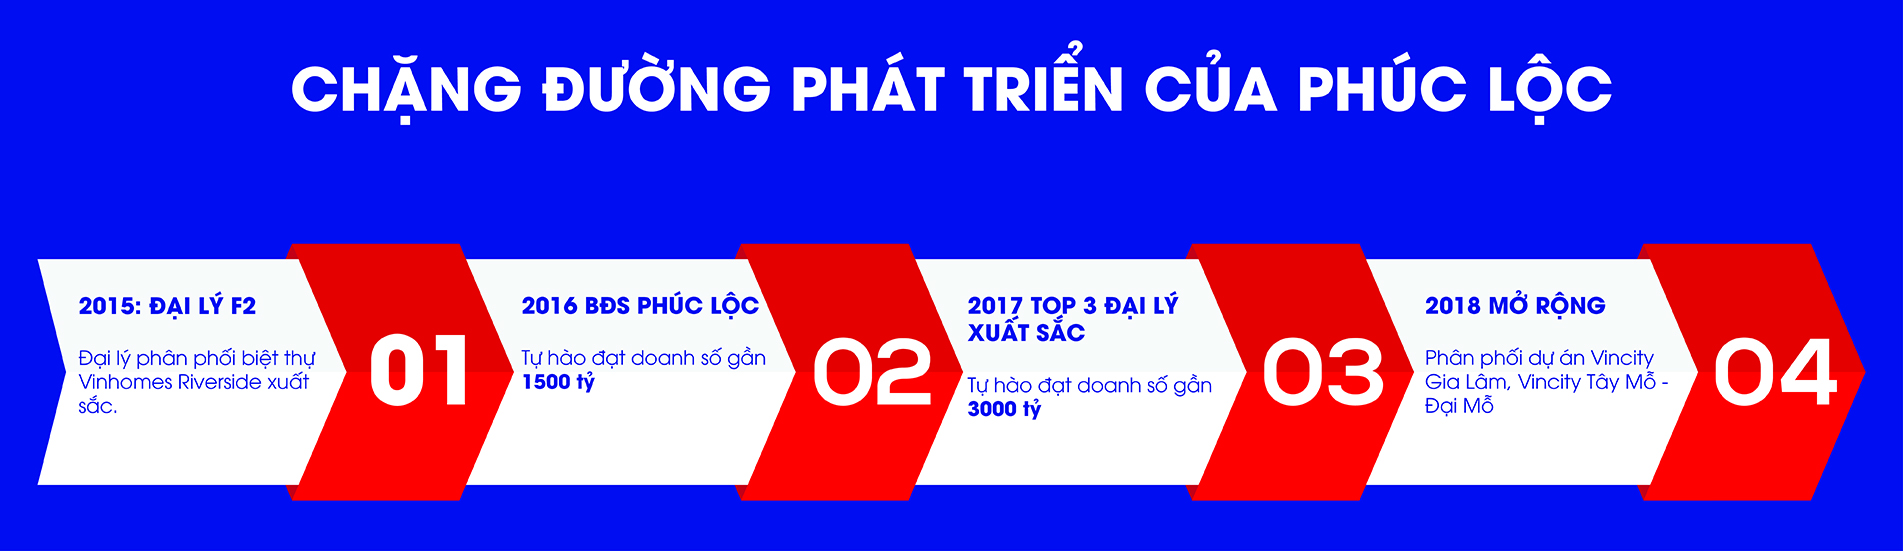 CHẶNG ĐƯỜNG PHÁT TRIỂN CỦA PHÚC LỘC
2015: ĐẠI LÝ F2
Đại lý phân phối biệt thự
Vinhomes Riverside xuất
sắc.
01
2016 BĐS PHÚC LỘC
Tự hào đạt doanh số gần
1500 tỷ
02
2017 TOP 3 ĐẠI LÝ
XUẤT SẮC
Tự hào đạt doanh số gần
3000 tỷ
03
2018 MỞ RỘNG
Phân phối dự án Vincity
Gia Lâm, Vincity Tây Mỗ -
Đại Mỗ
04